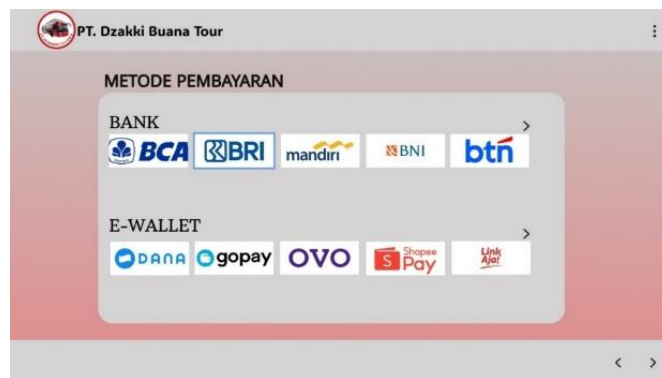 PT. Dzakki Buana Tour
METODE PEMBAYARAN
BANK
BCA BRI mandiri BNI btn
E-WALLET
DANA gopay OVO S Shopee Pay Link Aja!